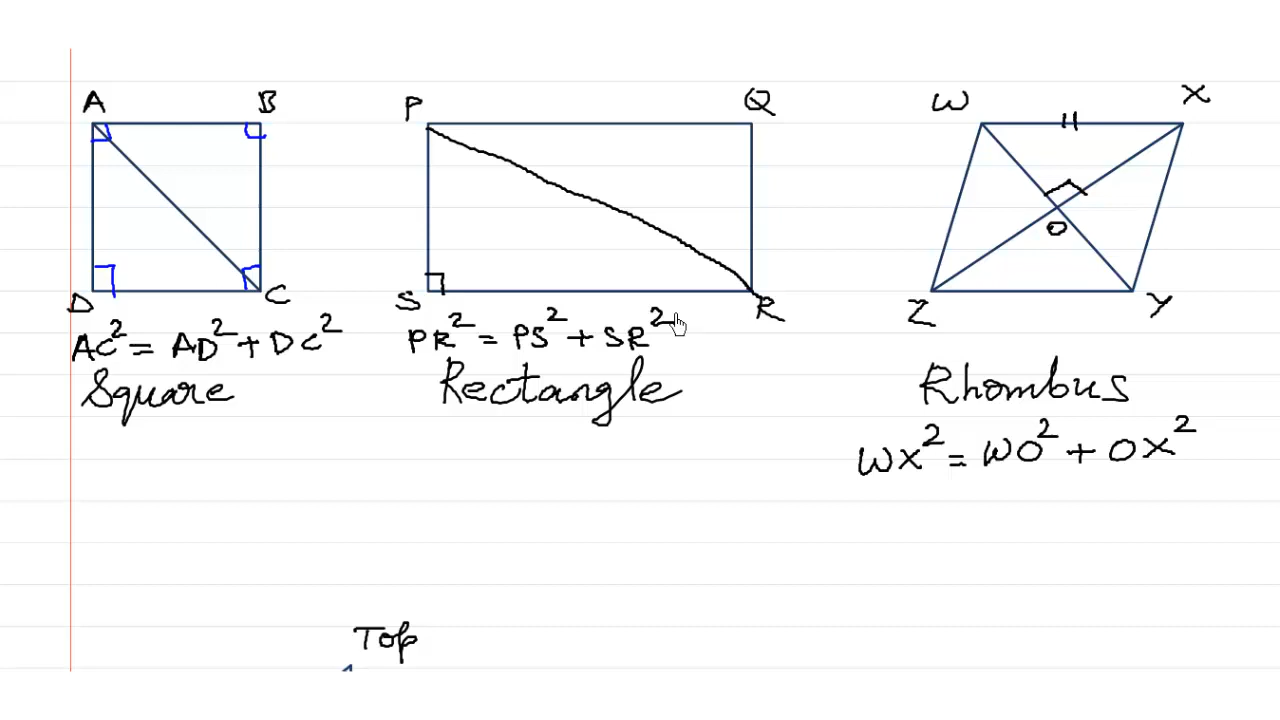 A B
D C
AC² = AD² + DC²
Square
P Q
S R
PR² = PS² + SR²
Rectangle
W X
O
Z Y
Rhombus
WX² = WO² + OX²
Top